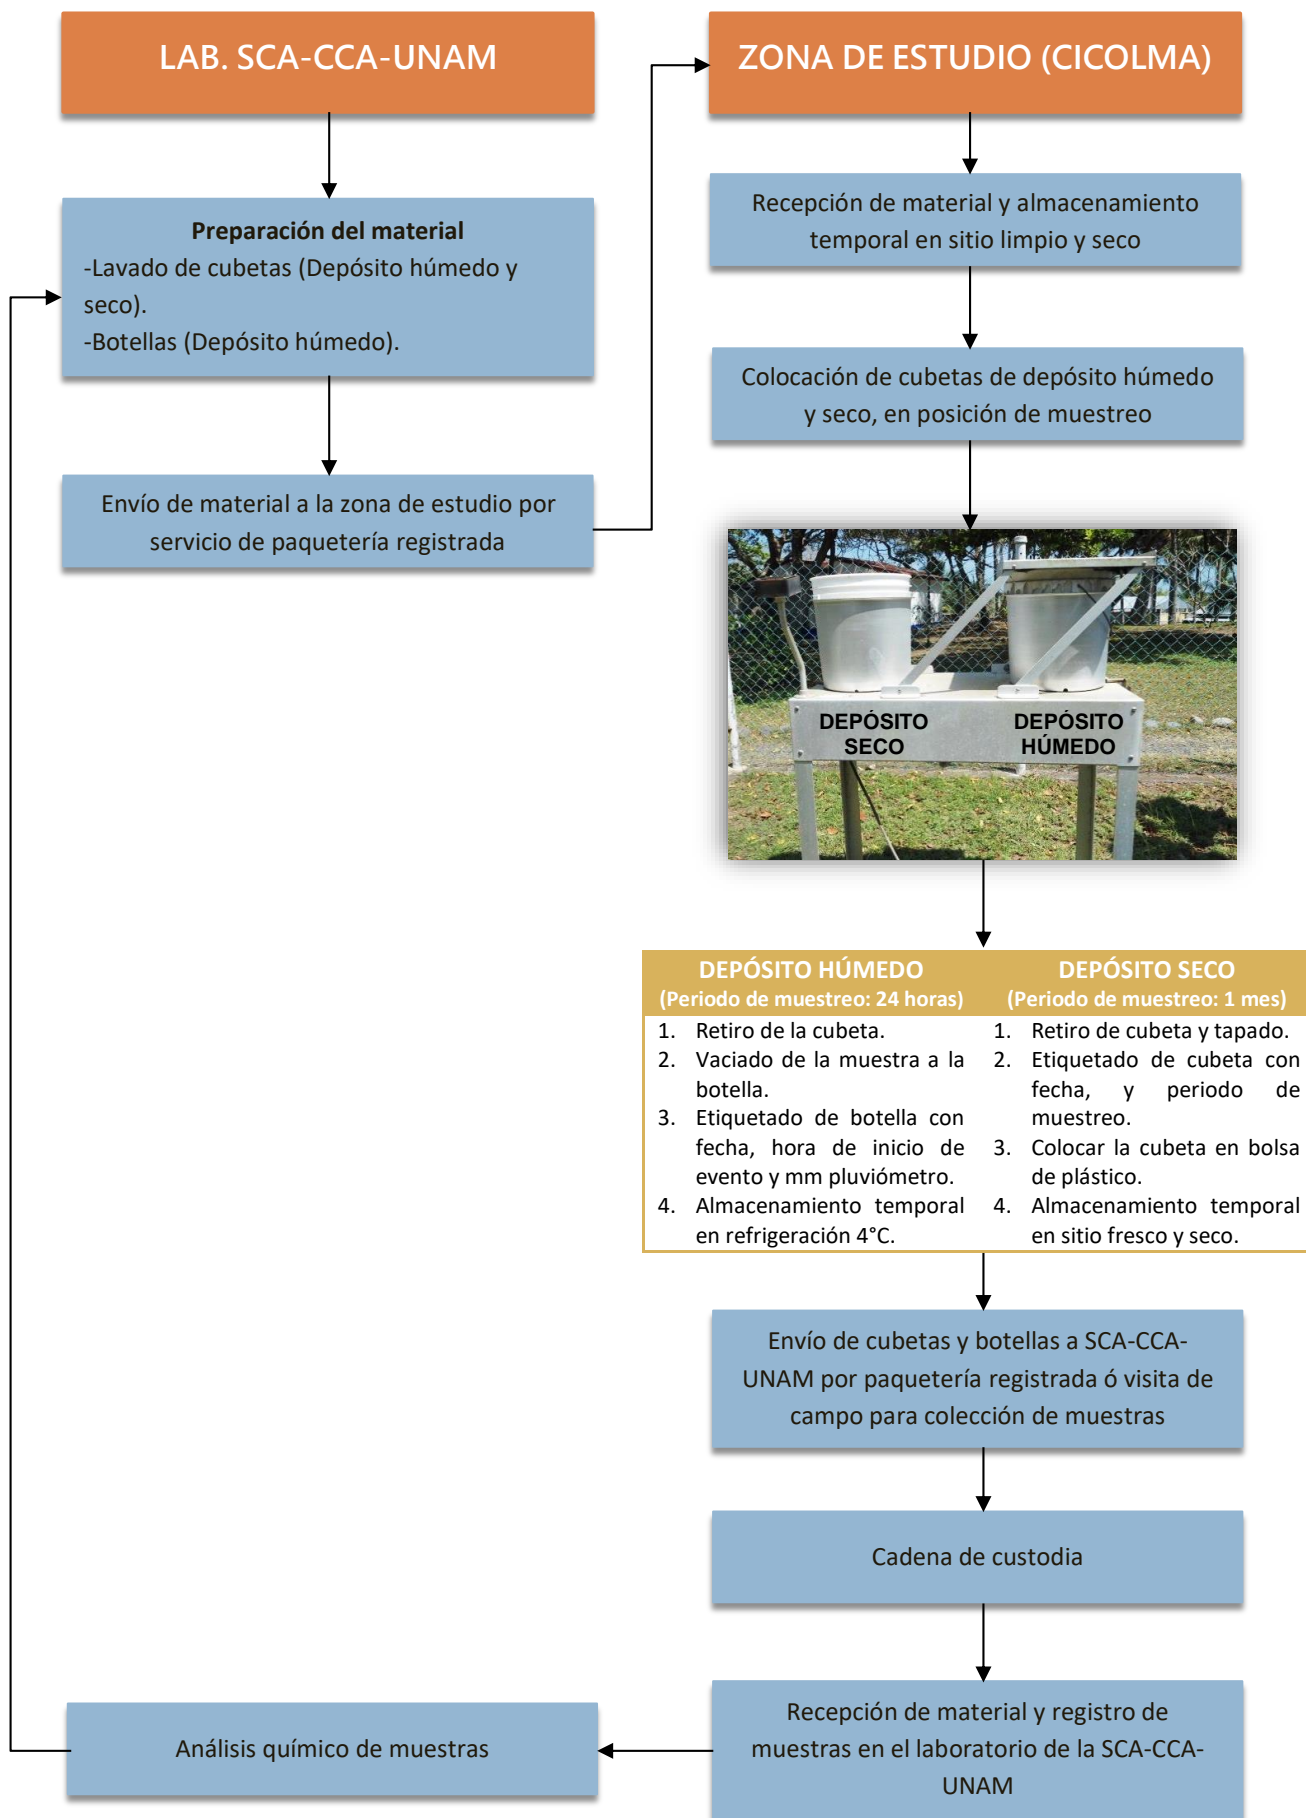 LAB. SCA-CCA-UNAM
Preparación del material
-Lavado de cubetas (Depósito húmedo y
seco).
-Botellas (Depósito húmedo).
Envío de material a la zona de estudio por
servicio de paquetería registrada
ZONA DE ESTUDIO (CICOLMA)
Recepción de material y almacenamiento
temporal en sitio limpio y seco
Colocación de cubetas de depósito húmedo
y seco, en posición de muestreo
DEPÓSITO
SECO
DEPÓSITO
HÚMEDO
DEPÓSITO HÚMEDO
(Periodo de muestreo: 24 horas)
1. Retiro de la cubeta.
2. Vaciado de la muestra a la
botella.
3. Etiquetado de botella con
fecha, hora de inicio de
evento y mm pluviómetro.
4. Almacenamiento temporal
en refrigeración 4°C.
DEPÓSITO SECO
(Periodo de muestreo: 1 mes)
1. Retiro de cubeta y tapado.
2. Etiquetado de cubeta con
fecha, y periodo de
muestreo.
3. Colocar la cubeta en bolsa
de plástico.
4. Almacenamiento temporal
en sitio fresco y seco.
Envío de cubetas y botellas a SCA-CCA-
UNAM por paquetería registrada ó visita de
campo para colección de muestras
Cadena de custodia
Recepción de material y registro de
muestras en el laboratorio de la SCA-CCA-
UNAM
Análisis químico de muestras